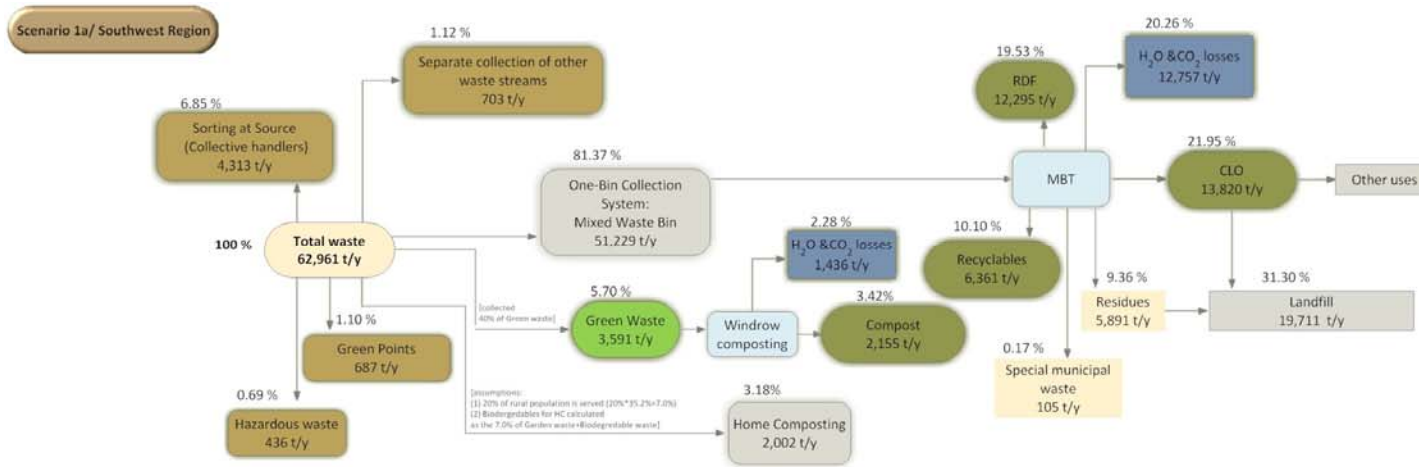 Scenario 1a/ Southwest Region
1.12 %
Separate collection of other
waste streams
703 t/y
6.85 %
Sorting at Source
(Collective handlers)
4,313 t/y
81.37 %
One-Bin Collection
System:
Mixed Waste Bin
51,229 t/y
100 %
Total waste
62,961 t/y
20.26 %
H₂O &CO₂ losses
12,757 t/y
19.53 %
RDF
12,295 t/y
MBT
21.95 %
CLO
13,820 t/y
Other uses
10.10 %
Recyclables
6,361 t/y
9.36 %
Residues
5,891 t/y
31.30 %
Landfill
19,711 t/y
0.17 %
Special municipal
waste
105 t/y
2.28 %
H₂O &CO₂ losses
1,436 t/y
[collected
40% of Green waste]
5.70 %
Green Waste
3,591 t/y
Windrow
composting
3.42%
Compost
2,155 t/y
1.10 %
Green Points
687 t/y
0.69 %
Hazardous waste
436 t/y
[assumptions:
(1) 20% of rural population is served (20%*35.2%=7.0%)
(2) Biodergedables for HC calculated
as the 7.0% of Garden waste+Biodegredable waste]
3.18%
Home Composting
2,002 t/y